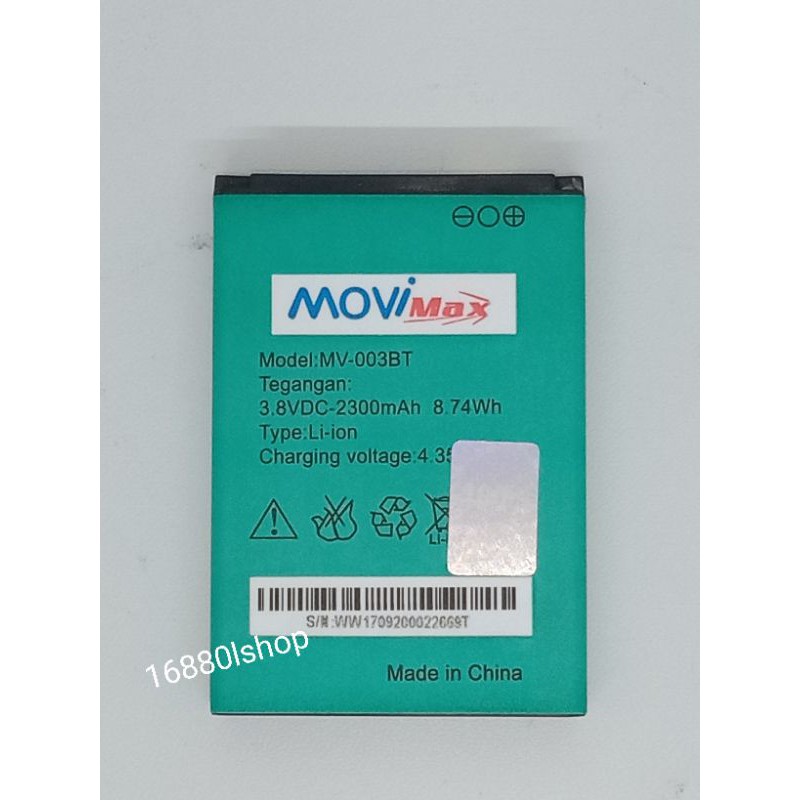 MOViMax
Model:MV-003BT
Tegangan:
3.8VDC-2300mAh 8.74Wh
Type:Li-ion
Charging voltage:4.35
S/N:WW1709200022669T
16880lshop
Made in China